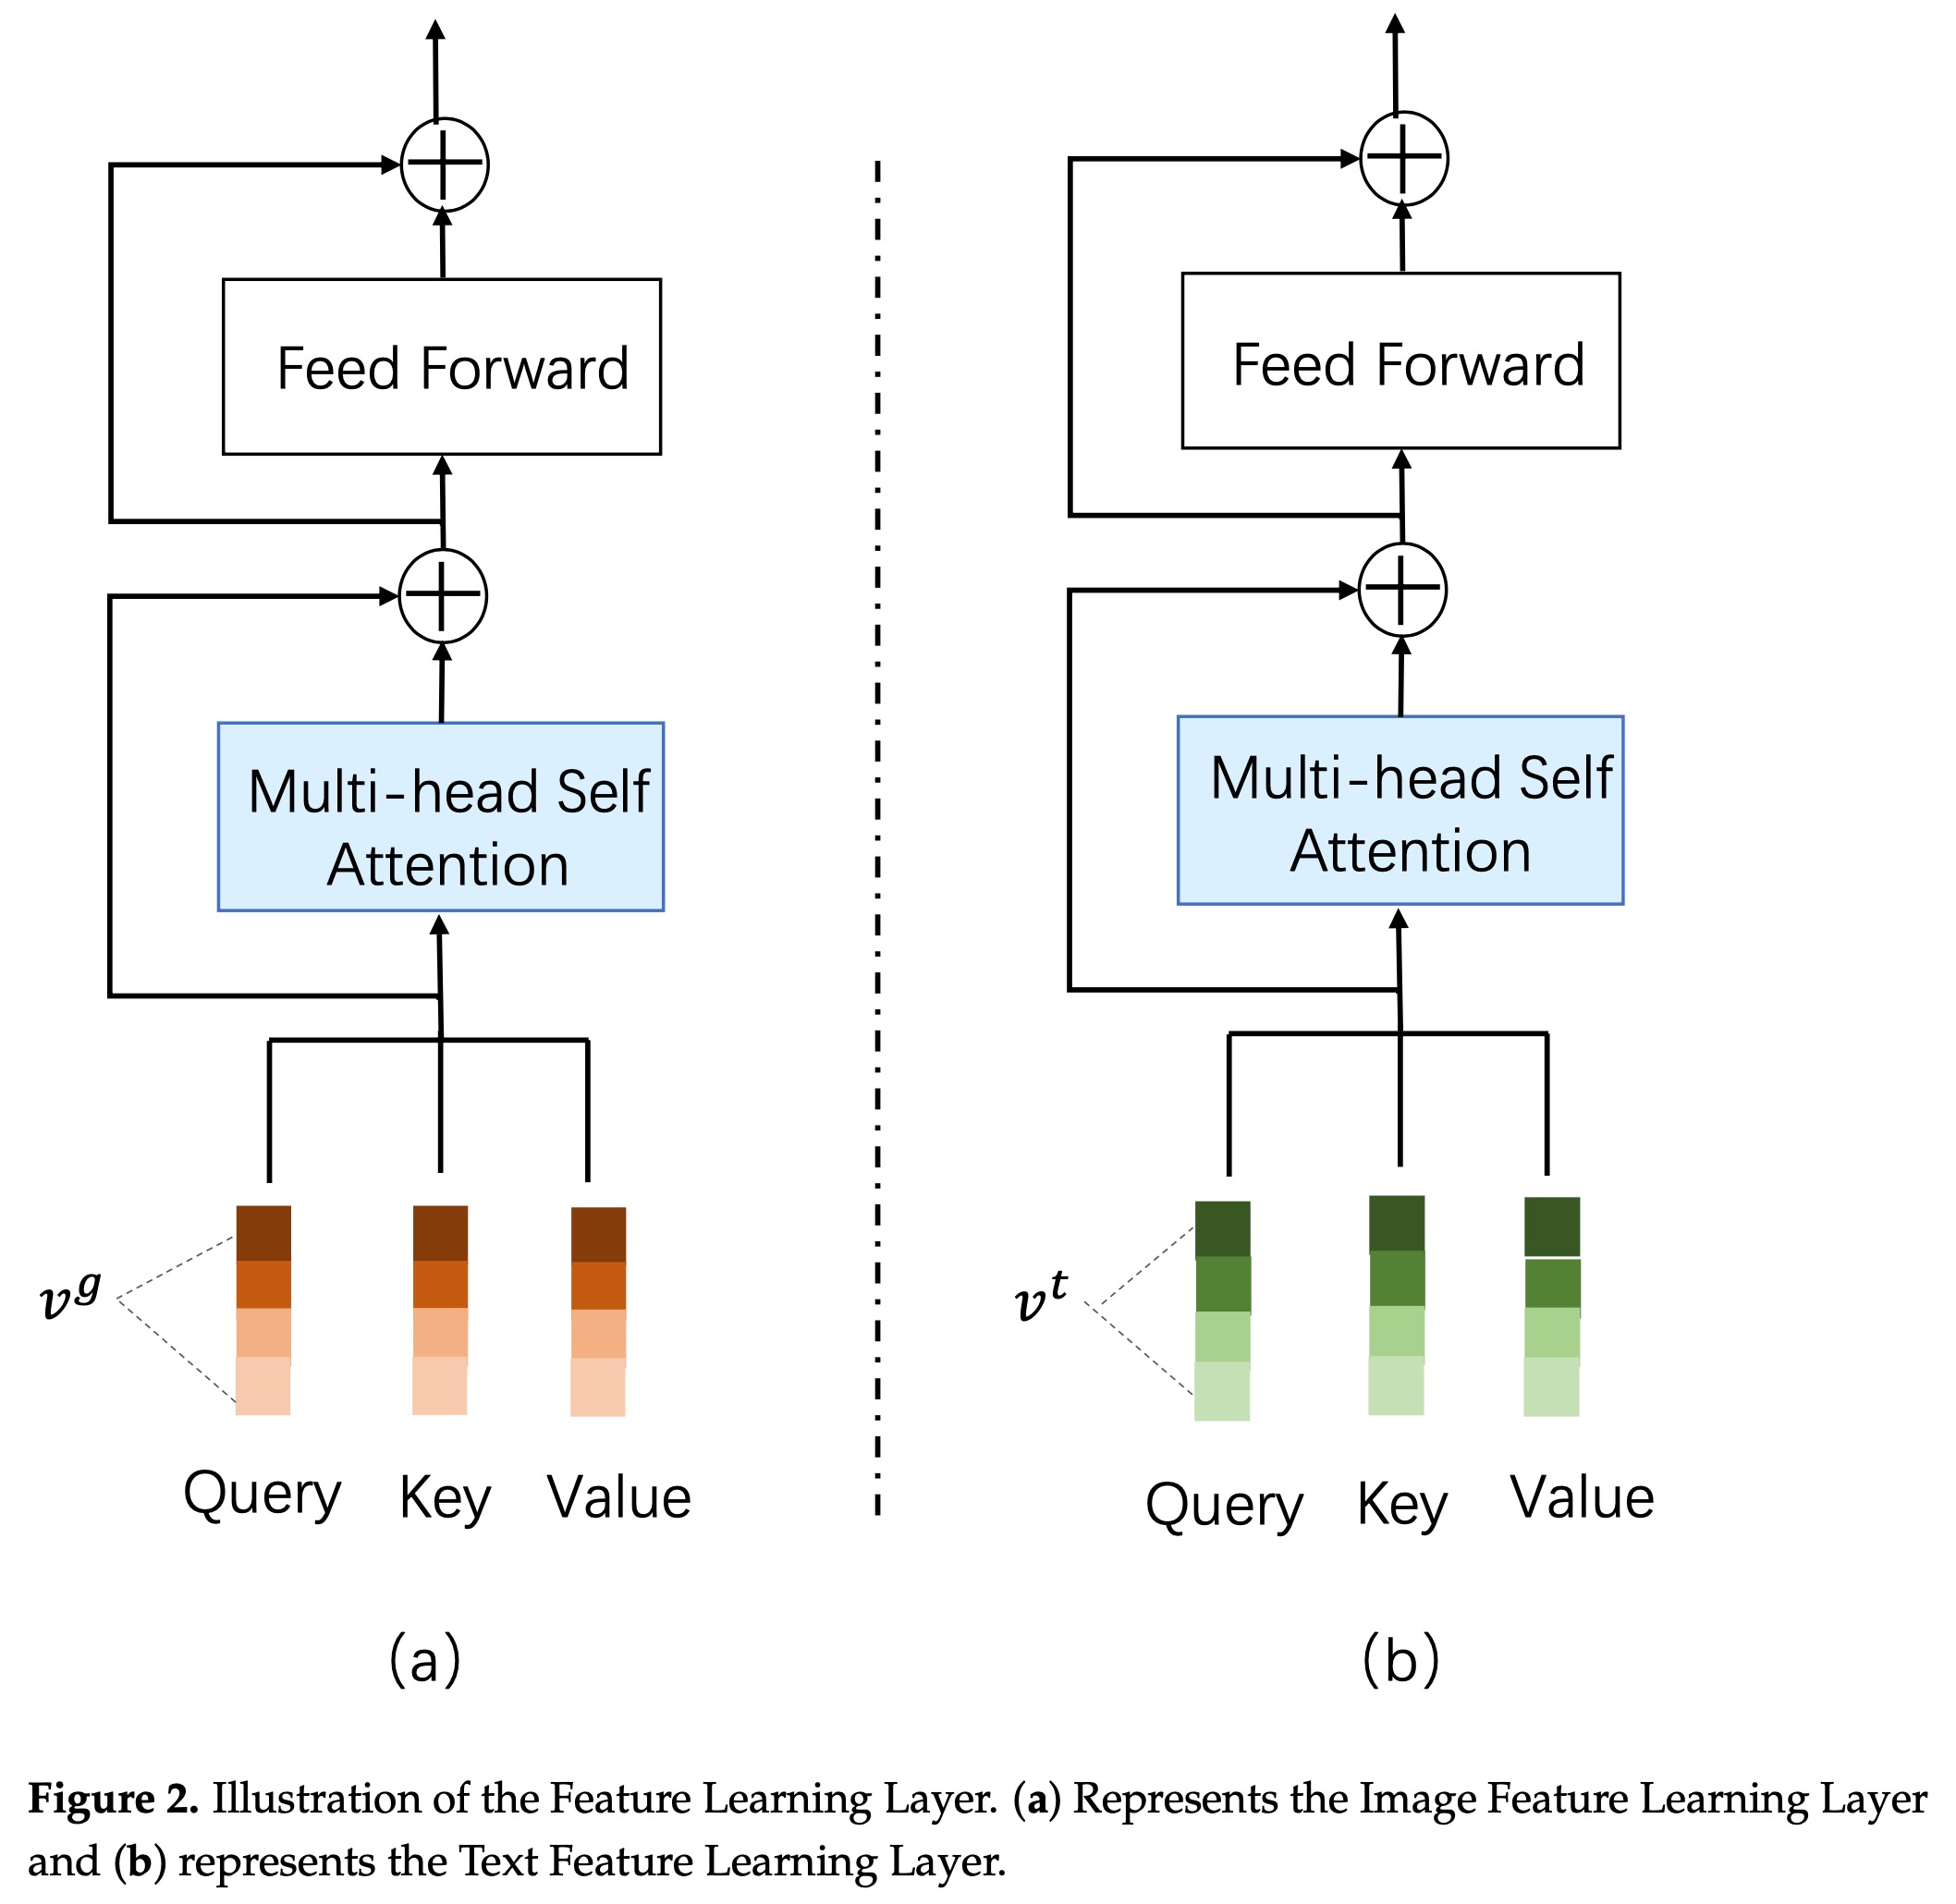 Feed Forward
Multi-head Self
Attention
v^g
Query Key Value
(a)
Feed Forward
Multi-head Self
Attention
v^t
Query Key Value
(b)
Figure 2. Illustration of the Feature Learning Layer. (a) Represents the Image Feature Learning Layer
and (b) represents the Text Feature Learning Layer.